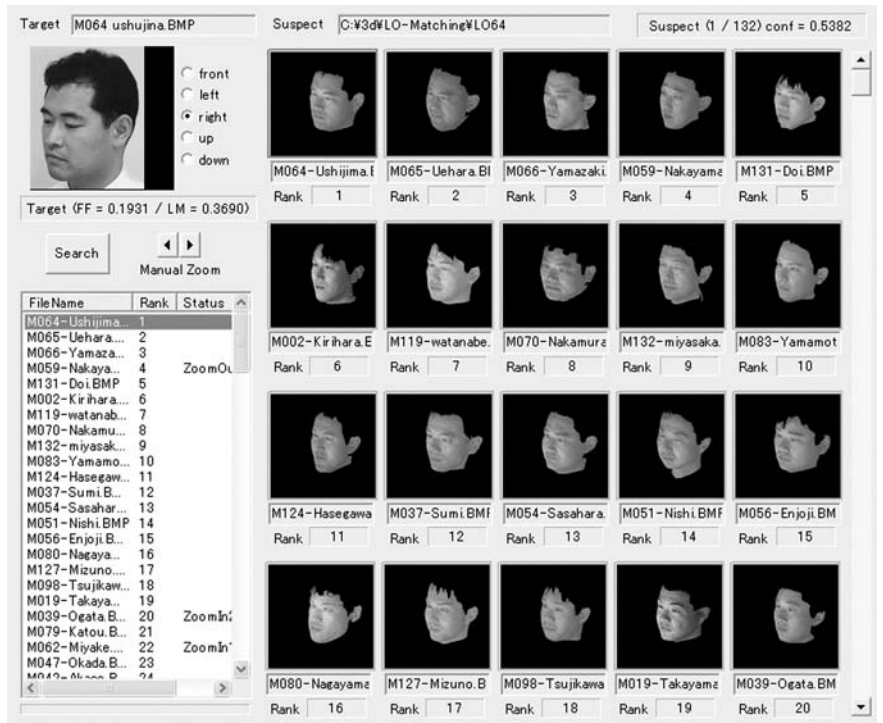 Target M064 ushujina.BMP
Suspect C:¥3d¥LO-Matching¥LO64
Suspect (1 / 132) conf = 0.5382
front
left
right
up
down
Target (FF = 0.1931 / LM = 0.3690)
Search
Manual Zoom
FileName Rank Status
M064-Ushijima... 1
M065-Uehara.... 2
M066-Yamaza... 3
M059-Nakaya... 4 ZoomOu
M131-Doi.BMP 5
M002-Kirihara.... 6
M119-watanab... 7
M070-Nakamu... 8
M132-miyasak... 9
M083-Yamamo... 10
M124-Hasegaw... 11
M037-Sumi.B... 12
M054-Sasahar... 13
M051-Nishi.BMP 14
M056-Enjoji.B... 15
M080-Nagaya... 16
M127-Mizuno.... 17
M098-Tsujikaw... 18
M019-Takaya... 19
M039-Ogata.B... 20 ZoomIn2
M079-Katou.B... 21
M062-Miyake.... 22 ZoomIn1
M047-Okada.B... 23
M064-Ushijima.E M065-Uehara.Bl M066-Yamazaki. M059-Nakayama M131-Doi.BMP
Rank 1 Rank 2 Rank 3 Rank 4 Rank 5
M002-Kirihara.E M119-watanabe. M070-Nakamura M132-miyasaka. M083-Yamamot
Rank 6 Rank 7 Rank 8 Rank 9 Rank 10
M124-Hasegawa M037-Sumi.BMF M054-Sasahara. M051-Nishi.BMF M056-Enjoji.BM
Rank 11 Rank 12 Rank 13 Rank 14 Rank 15
M080-Nagayama M127-Mizuno.B M098-Tsujikawa M019-Takayama M039-Ogata.BM
Rank 16 Rank 17 Rank 18 Rank 19 Rank 20